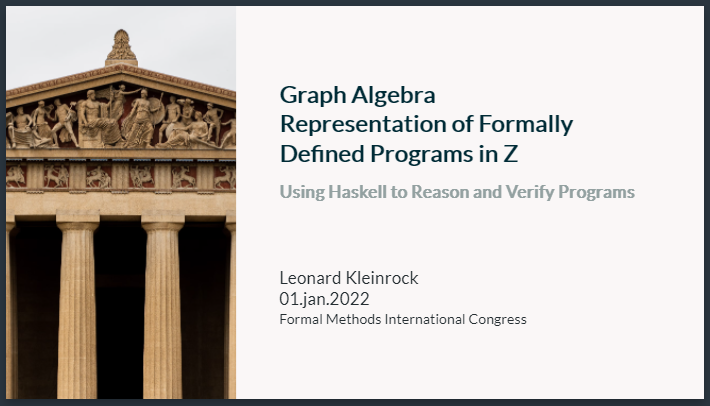 Graph Algebra
Representation of Formally
Defined Programs in Z
Using Haskell to Reason and Verify Programs
Leonard Kleinrock
01.jan.2022
Formal Methods International Congress